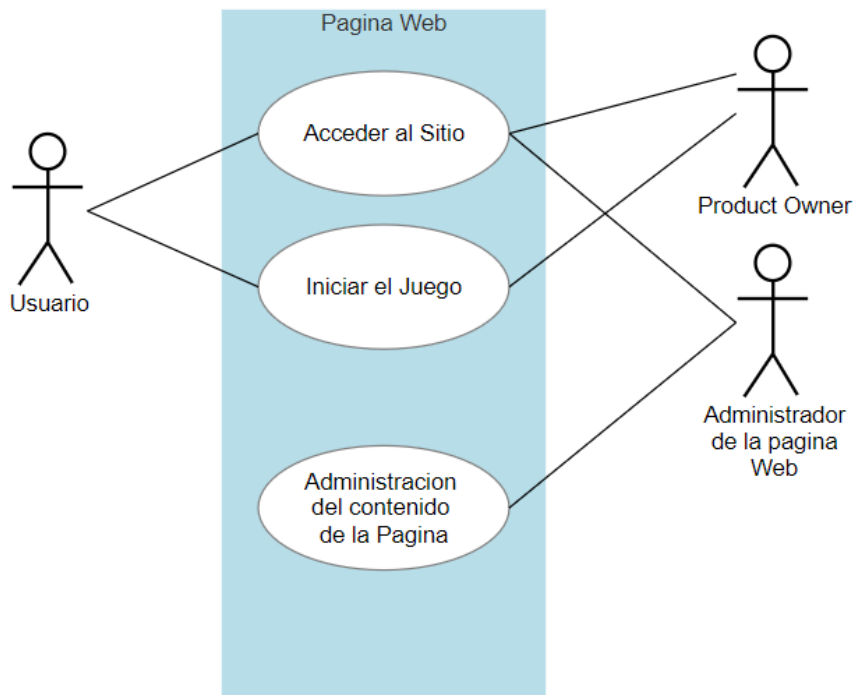 Pagina Web
Acceder al Sitio
Product Owner
Iniciar el Juego
Usuario
Administrador
de la pagina
Web
Administracion
del contenido
de la Pagina